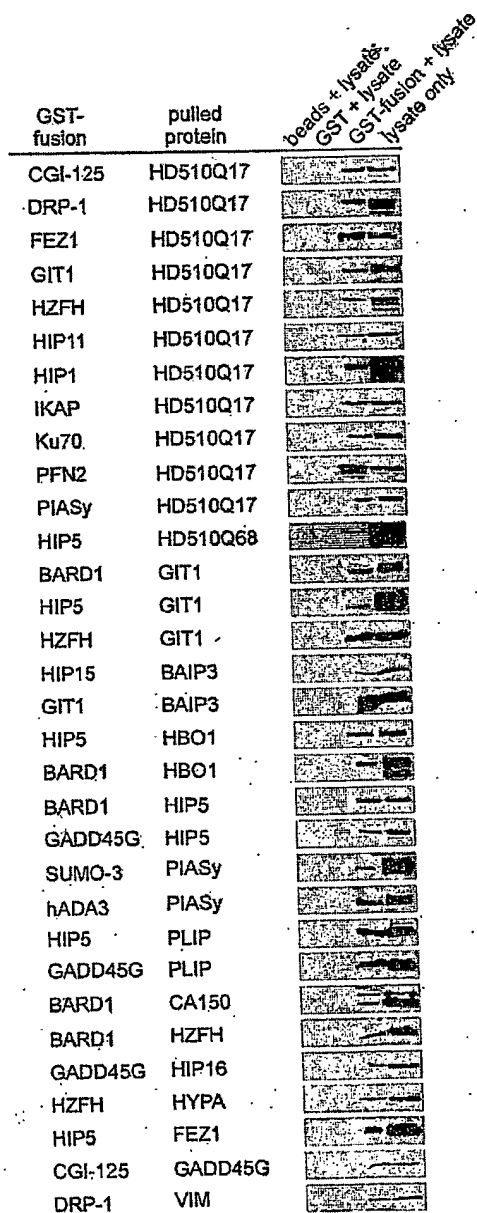 beads + lysate
GST + lysate
GST-fusion + lysate
lysate only
GST-fusion pulled protein
CGI-125 HD510Q17
DRP-1 HD510Q17
FEZ1 HD510Q17
GIT1 HD510Q17
HZFH HD510Q17
HIP11 HD510Q17
HIP1 HD510Q17
IKAP HD510Q17
Ku70 HD510Q17
PFN2 HD510Q17
PIASy HD510Q17
HIP5 HD510Q68
BARD1 GIT1
HIP5 GIT1
HZFH GIT1
HIP15 BAIP3
GIT1 BAIP3
HIP5 HBO1
BARD1 HBO1
BARD1 HIP5
GADD45G HIP5
SUMO-3 PIASy
hADA3 PIASy
HIP5 PLIP
GADD45G PLIP
BARD1 CA150
BARD1 HZFH
GADD45G HIP16
HZFH HYPA
HIP5 FEZ1
CGI-125 GADD45G
DRP-1 VIM